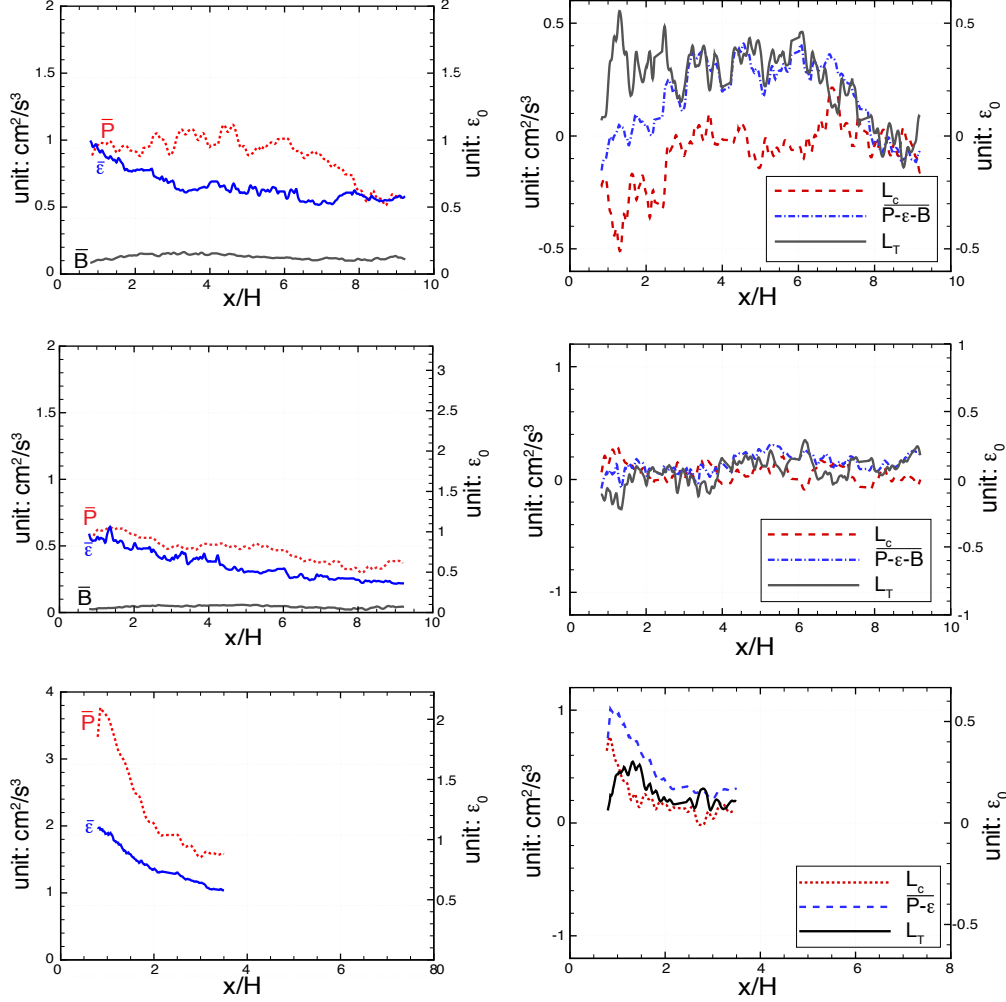 unit: cm²/s³
2
1.5
1
0.5
0
P̅
ε̅
B̅
0 2 4 6 8 10
x/H
2
1.5
1
0.5
0
unit: ε₀
unit: cm²/s³
0.5
0
-0.5
0 2 4 6 8 10
x/H
0.5
0
-0.5
unit: ε₀
L_c
P-ε-B
L_T
unit: cm²/s³
2
1.5
1
0.5
0
P̅
ε̅
B̅
0 2 4 6 8 10
x/H
3
2.5
2
1.5
1
0.5
0
unit: ε₀
unit: cm²/s³
1
0
-1
0 2 4 6 8 10
x/H
1
0.5
0
-0.5
-1
unit: ε₀
L_c
P-ε-B
L_T
unit: cm²/s³
4
3
2
1
0
P̅
ε̅
0 2 4 6 8
x/H
2
1.5
1
0.5
0
unit: ε₀
unit: cm²/s³
1
0
-1
0 2 4 6 8
x/H
0.5
0
-0.5
unit: ε₀
L_c
P-ε
L_T